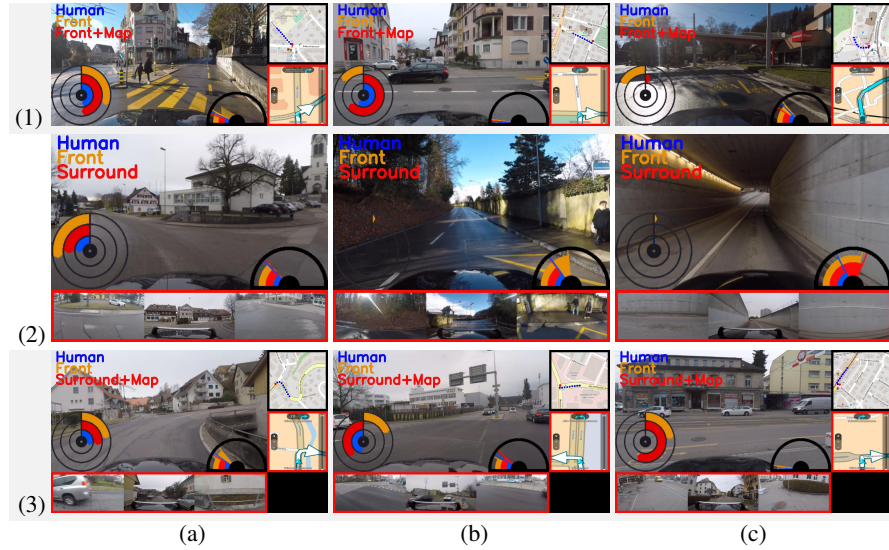 Human
Front
Front+Map
Human
Front
Front+Map
Human
Front
Front+Map
(1)
Human
Front
Surround
Human
Front
Surround
Human
Front
Surround
(2)
Human
Front
Surround+Map
Human
Front
Surround+Map
Human
Front
Surround+Map
(3)
(a)
(b)
(c)